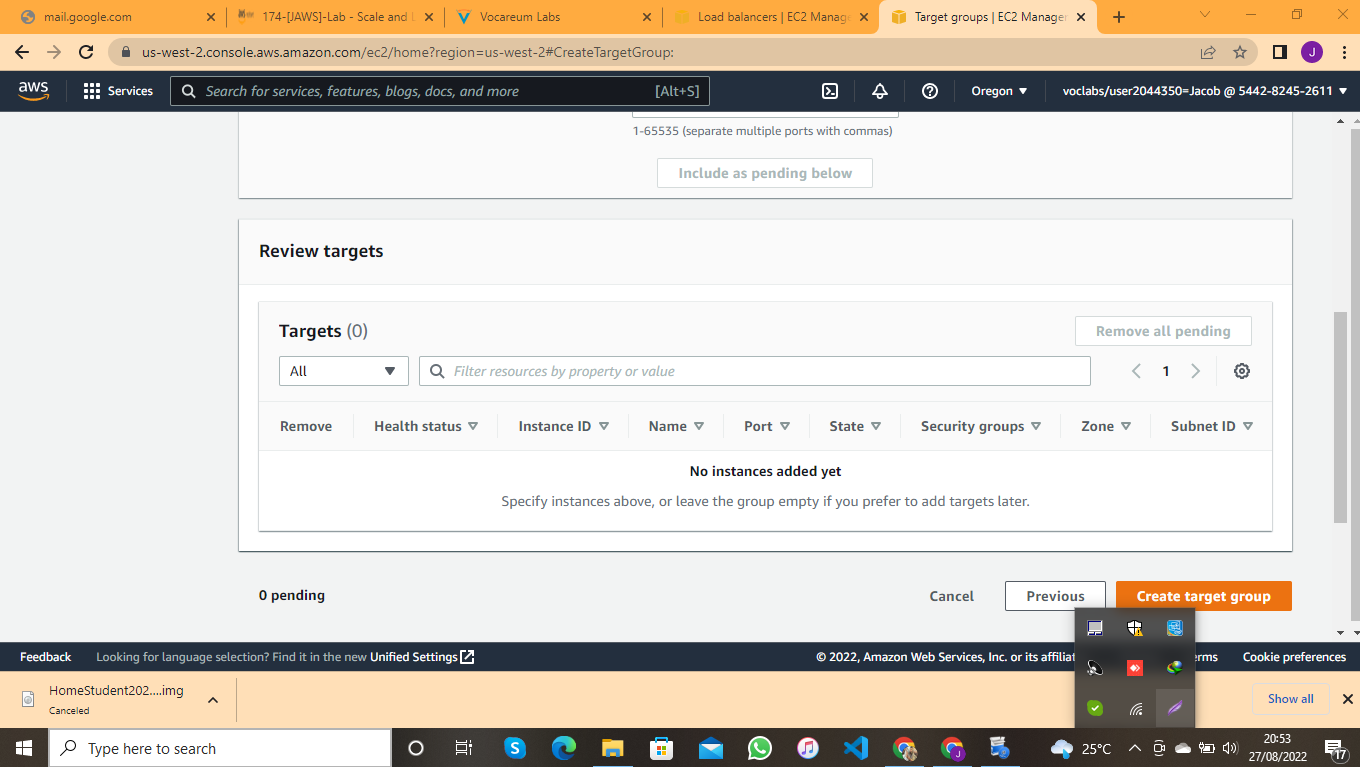 mail.google.com
174-[JAWS]-Lab - Scale and L
Vocareum Labs
Load balancers | EC2 Manage
Target groups | EC2 Manager
us-west-2.console.aws.amazon.com/ec2/home?region=us-west-2#CreateTargetGroup:
J
aws
Services
Search for services, features, blogs, docs, and more
[Alt+S]
Oregon
voclabs/user2044350=Jacob @ 5442-8245-2611
1-65535 (separate multiple ports with commas)
Include as pending below
Review targets
Targets (0)
Remove all pending
All
Filter resources by property or value
1
Remove
Health status
Instance ID
Name
Port
State
Security groups
Zone
Subnet ID
No instances added yet
Specify instances above, or leave the group empty if you prefer to add targets later.
0 pending
Cancel
Previous
Create target group
Feedback
Looking for language selection? Find it in the new Unified Settings
© 2022, Amazon Web Services, Inc. or its affiliat
rms
Cookie preferences
HomeStudent202....img
Canceled
Show all
Type here to search
J
25°C
20:53
27/08/2022
17